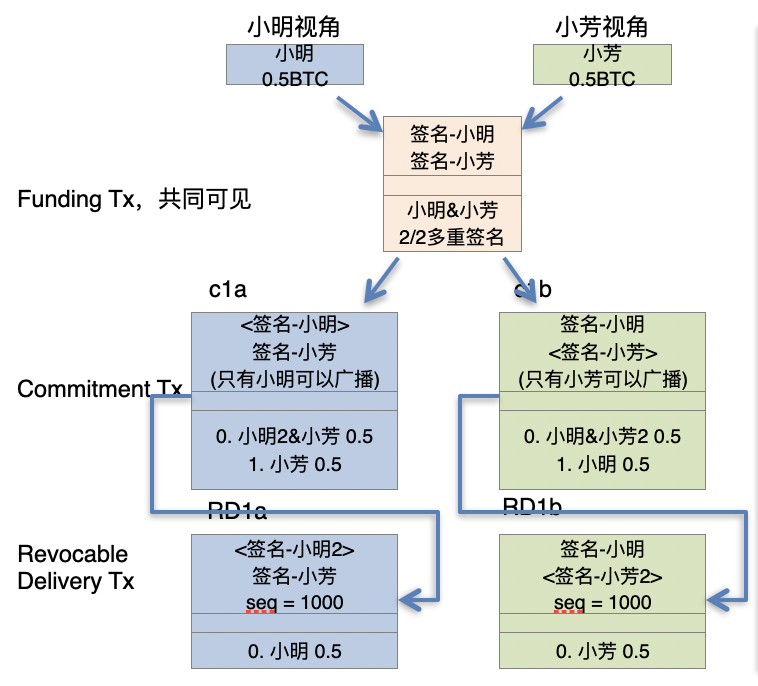 小明视角
小芳视角
小明
0.5BTC
小芳
0.5BTC
签名-小明
签名-小芳
Funding Tx，共同可见
小明&小芳
2/2多重签名
c1a
c1b
<签名-小明>
签名-小芳
(只有小明可以广播)
签名-小明
<签名-小芳>
(只有小芳可以广播)
Commitment Tx
0. 小明2&小芳 0.5
1. 小芳 0.5
0. 小明&小芳2 0.5
1. 小明 0.5
RD1a
RD1b
Revocable
Delivery Tx
<签名-小明2>
签名-小芳
seq = 1000
签名-小明
<签名-小芳2>
seq = 1000
0. 小明 0.5
0. 小芳 0.5